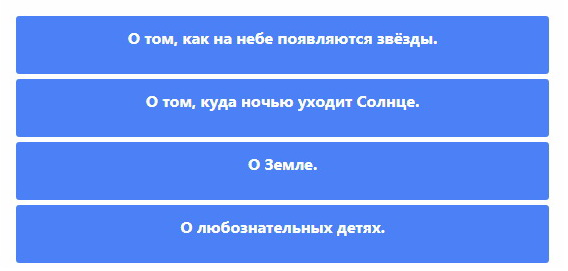 О том, как на небе появляются звёзды.
О том, куда ночью уходит Солнце.
О Земле.
О любознательных детях.